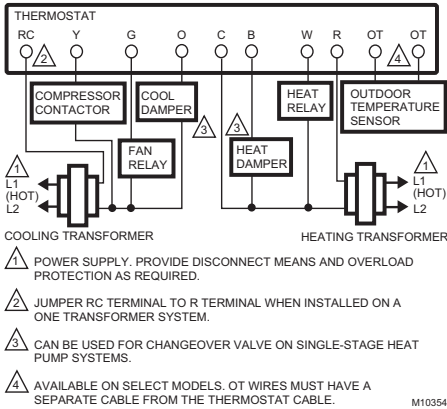 THERMOSTAT
RC Y G O C B W R OT OT
2 4
COMPRESSOR
CONTACTOR
COOL
DAMPER
HEAT
RELAY
OUTDOOR
TEMPERATURE
SENSOR
3 3
FAN
RELAY
HEAT
DAMPER
1
L1
(HOT)
L2
1
L1
(HOT)
L2
COOLING TRANSFORMER
HEATING TRANSFORMER
1 POWER SUPPLY. PROVIDE DISCONNECT MEANS AND OVERLOAD
PROTECTION AS REQUIRED.
2 JUMPER RC TERMINAL TO R TERMINAL WHEN INSTALLED ON A
ONE TRANSFORMER SYSTEM.
3 CAN BE USED FOR CHANGEOVER VALVE ON SINGLE-STAGE HEAT
PUMP SYSTEMS.
4 AVAILABLE ON SELECT MODELS. OT WIRES MUST HAVE A
SEPARATE CABLE FROM THE THERMOSTAT CABLE.
M10354